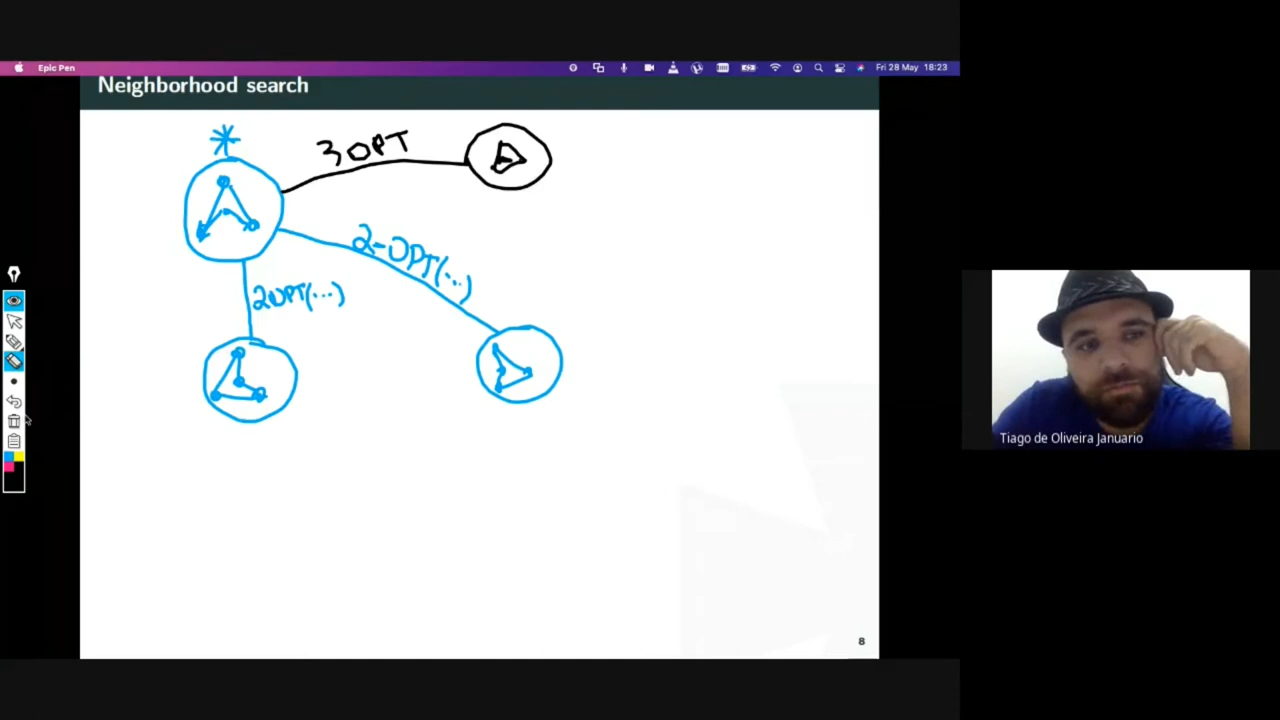 Epic Pen
Fri 28 May 18:23
Neighborhood search
*
3OPT
2-OPT(...)
2OPT(...)
Tiago de Oliveira Januario
8